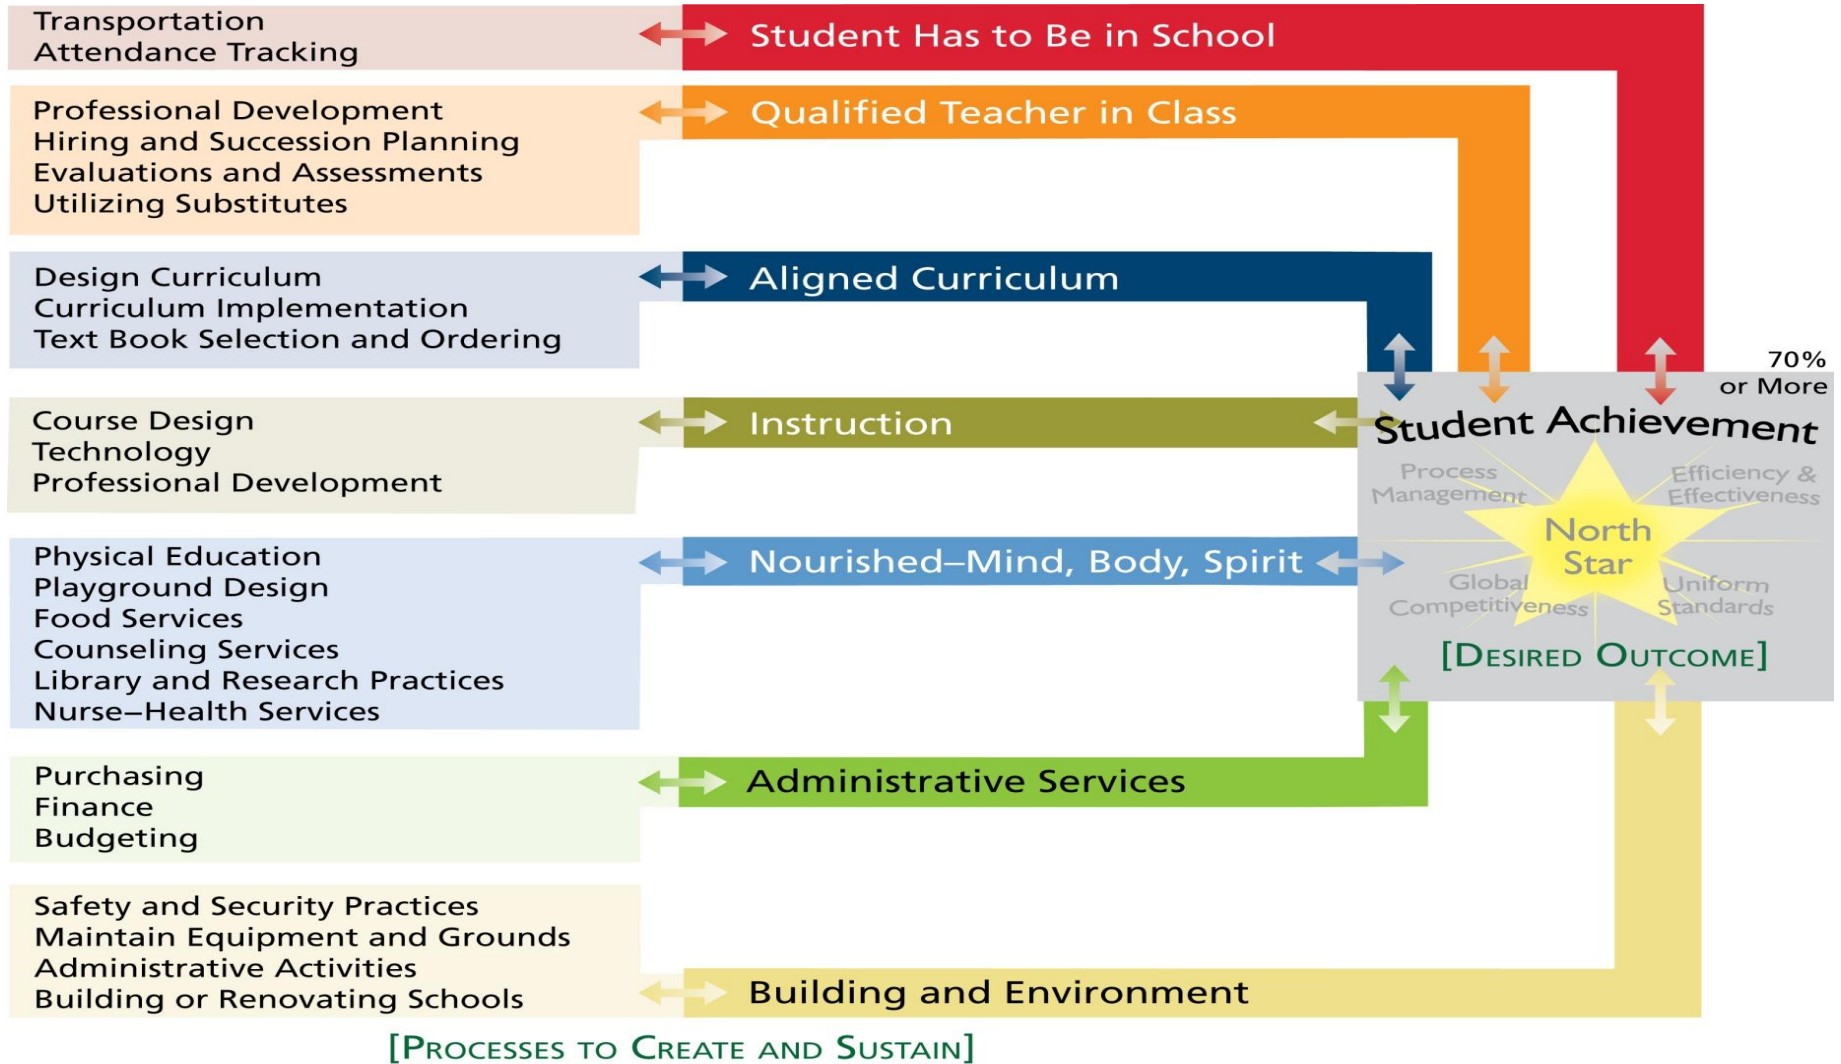 Transportation
Attendance Tracking
Student Has to Be in School
Professional Development
Hiring and Succession Planning
Evaluations and Assessments
Utilizing Substitutes
Qualified Teacher in Class
Design Curriculum
Curriculum Implementation
Text Book Selection and Ordering
Aligned Curriculum
Course Design
Technology
Professional Development
Instruction
Physical Education
Playground Design
Food Services
Counseling Services
Library and Research Practices
Nurse–Health Services
Nourished–Mind, Body, Spirit
Purchasing
Finance
Budgeting
Administrative Services
Safety and Security Practices
Maintain Equipment and Grounds
Administrative Activities
Building or Renovating Schools
Building and Environment
[Processes to Create and Sustain]
70%
or More
Student Achievement
Process
Management
Efficiency &
Effectiveness
North
Star
Global
Competitiveness
Uniform
Standards
[Desired Outcome]